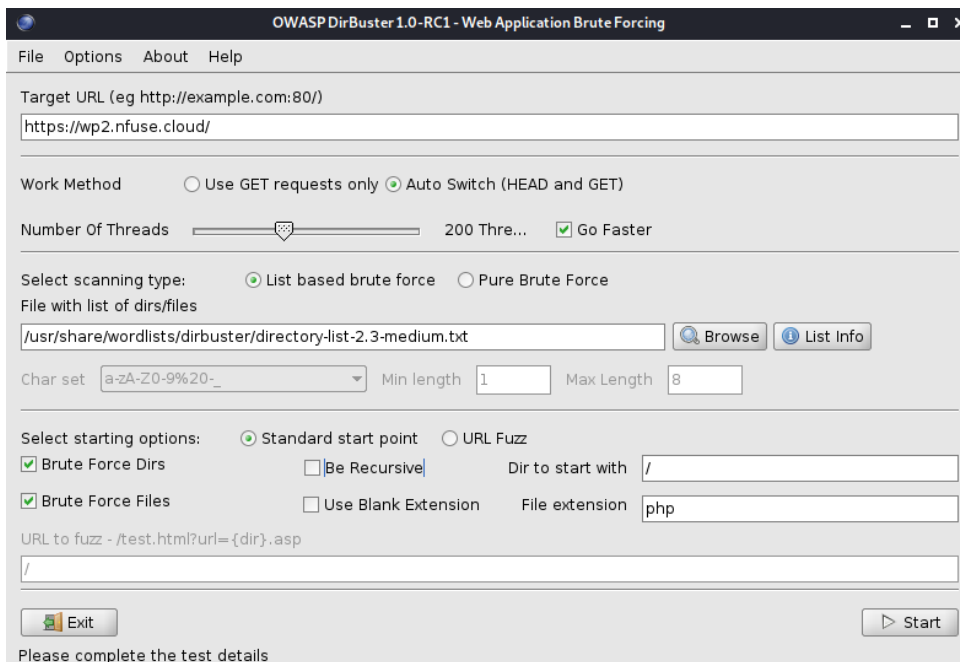 OWASP DirBuster 1.0-RC1 - Web Application Brute Forcing
File Options About Help
Target URL (eg http://example.com:80/)
https://wp2.nfuse.cloud/
Work Method Use GET requests only Auto Switch (HEAD and GET)
Number Of Threads 200 Thre... Go Faster
Select scanning type: List based brute force Pure Brute Force
File with list of dirs/files
/usr/share/wordlists/dirbuster/directory-list-2.3-medium.txt Browse List Info
Char set a-zA-Z0-9%20-_ Min length 1 Max Length 8
Select starting options: Standard start point URL Fuzz
Brute Force Dirs Be Recursive Dir to start with /
Brute Force Files Use Blank Extension File extension php
URL to fuzz - /test.html?url={dir}.asp
/
Exit Start
Please complete the test details